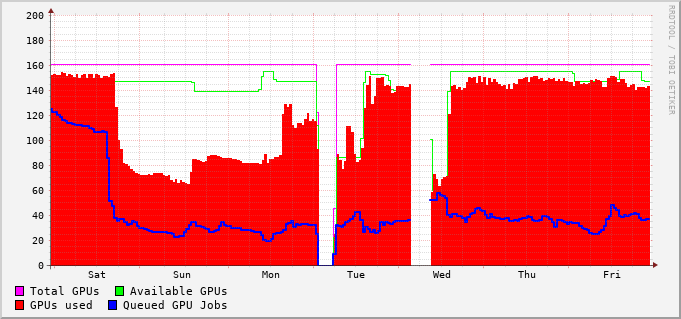 200
180
160
140
120
100
80
60
40
20
0
Sat Sun Mon Tue Wed Thu Fri
Total GPUs Available GPUs
GPUs used Queued GPU Jobs
RRDTOOL / TOBI OETIKER